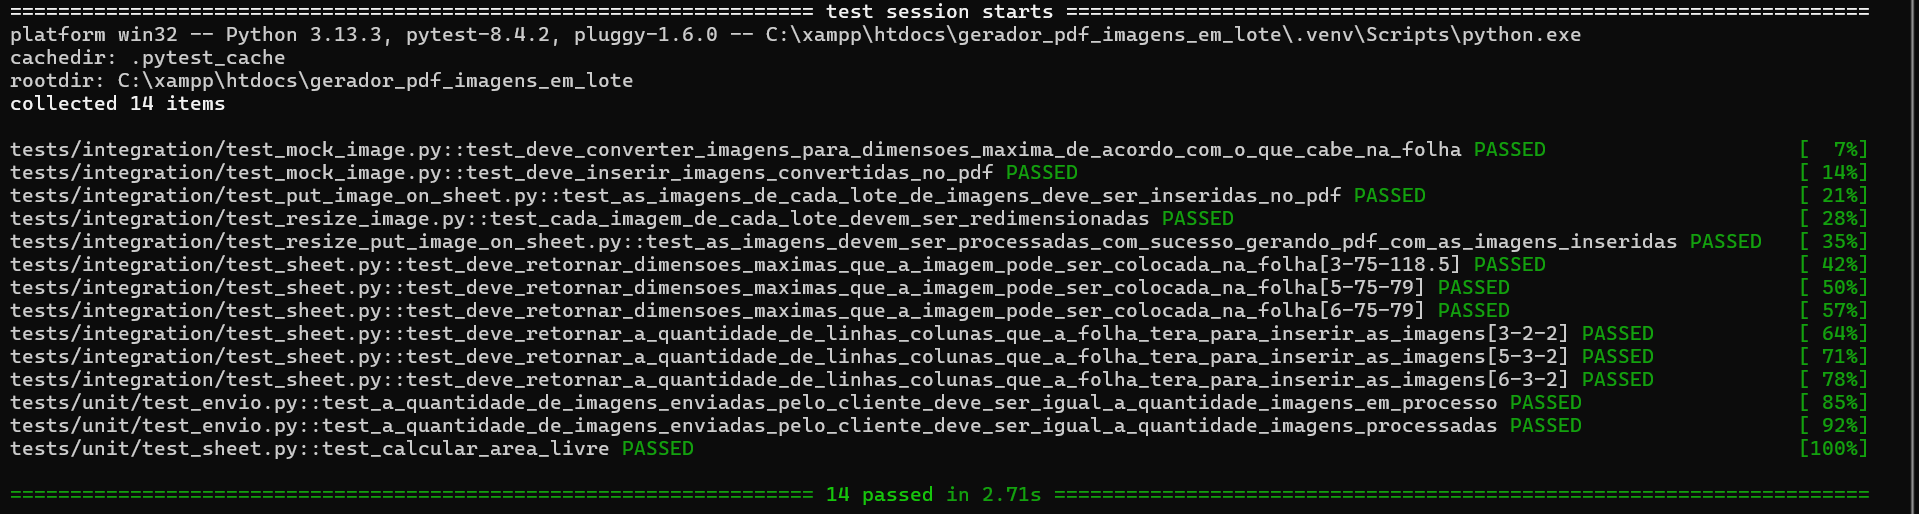 =================================================================== test session starts ===================================================================
platform win32 -- Python 3.13.3, pytest-8.4.2, pluggy-1.6.0 -- C:\xampp\htdocs\gerador_pdf_imagens_em_lote\.venv\Scripts\python.exe
cachedir: .pytest_cache
rootdir: C:\xampp\htdocs\gerador_pdf_imagens_em_lote
collected 14 items

tests/integration/test_mock_image.py::test_deve_converter_imagens_para_dimensoes_maxima_de_acordo_com_o_que_cabe_na_folha PASSED [  7%]
tests/integration/test_mock_image.py::test_deve_inserir_imagens_convertidas_no_pdf PASSED [ 14%]
tests/integration/test_put_image_on_sheet.py::test_as_imagens_de_cada_lote_de_imagens_deve_ser_inseridas_no_pdf PASSED [ 21%]
tests/integration/test_resize_image.py::test_cada_imagem_de_cada_lote_devem_ser_redimensionadas PASSED [ 28%]
tests/integration/test_resize_put_image_on_sheet.py::test_as_imagens_devem_ser_processadas_com_sucesso_gerando_pdf_com_as_imagens_inseridas PASSED [ 35%]
tests/integration/test_sheet.py::test_deve_retornar_dimensoes_maximas_que_a_imagem_pode_ser_colocada_na_folha[3-75-118.5] PASSED [ 42%]
tests/integration/test_sheet.py::test_deve_retornar_dimensoes_maximas_que_a_imagem_pode_ser_colocada_na_folha[5-75-79] PASSED [ 50%]
tests/integration/test_sheet.py::test_deve_retornar_dimensoes_maximas_que_a_imagem_pode_ser_colocada_na_folha[6-75-79] PASSED [ 57%]
tests/integration/test_sheet.py::test_deve_retornar_a_quantidade_de_linhas_colunas_que_a_folha_tera_para_inserir_as_imagens[3-2-2] PASSED [ 64%]
tests/integration/test_sheet.py::test_deve_retornar_a_quantidade_de_linhas_colunas_que_a_folha_tera_para_inserir_as_imagens[5-3-2] PASSED [ 71%]
tests/integration/test_sheet.py::test_deve_retornar_a_quantidade_de_linhas_colunas_que_a_folha_tera_para_inserir_as_imagens[6-3-2] PASSED [ 78%]
tests/unit/test_envio.py::test_a_quantidade_de_imagens_enviadas_pelo_cliente_deve_ser_igual_a_quantidade_imagens_em_processo PASSED [ 85%]
tests/unit/test_envio.py::test_a_quantidade_de_imagens_enviadas_pelo_cliente_deve_ser_igual_a_quantidade_imagens_processadas PASSED [ 92%]
tests/unit/test_sheet.py::test_calcular_area_livre PASSED [100%]

=================================================================== 14 passed in 2.71s ====================================================================